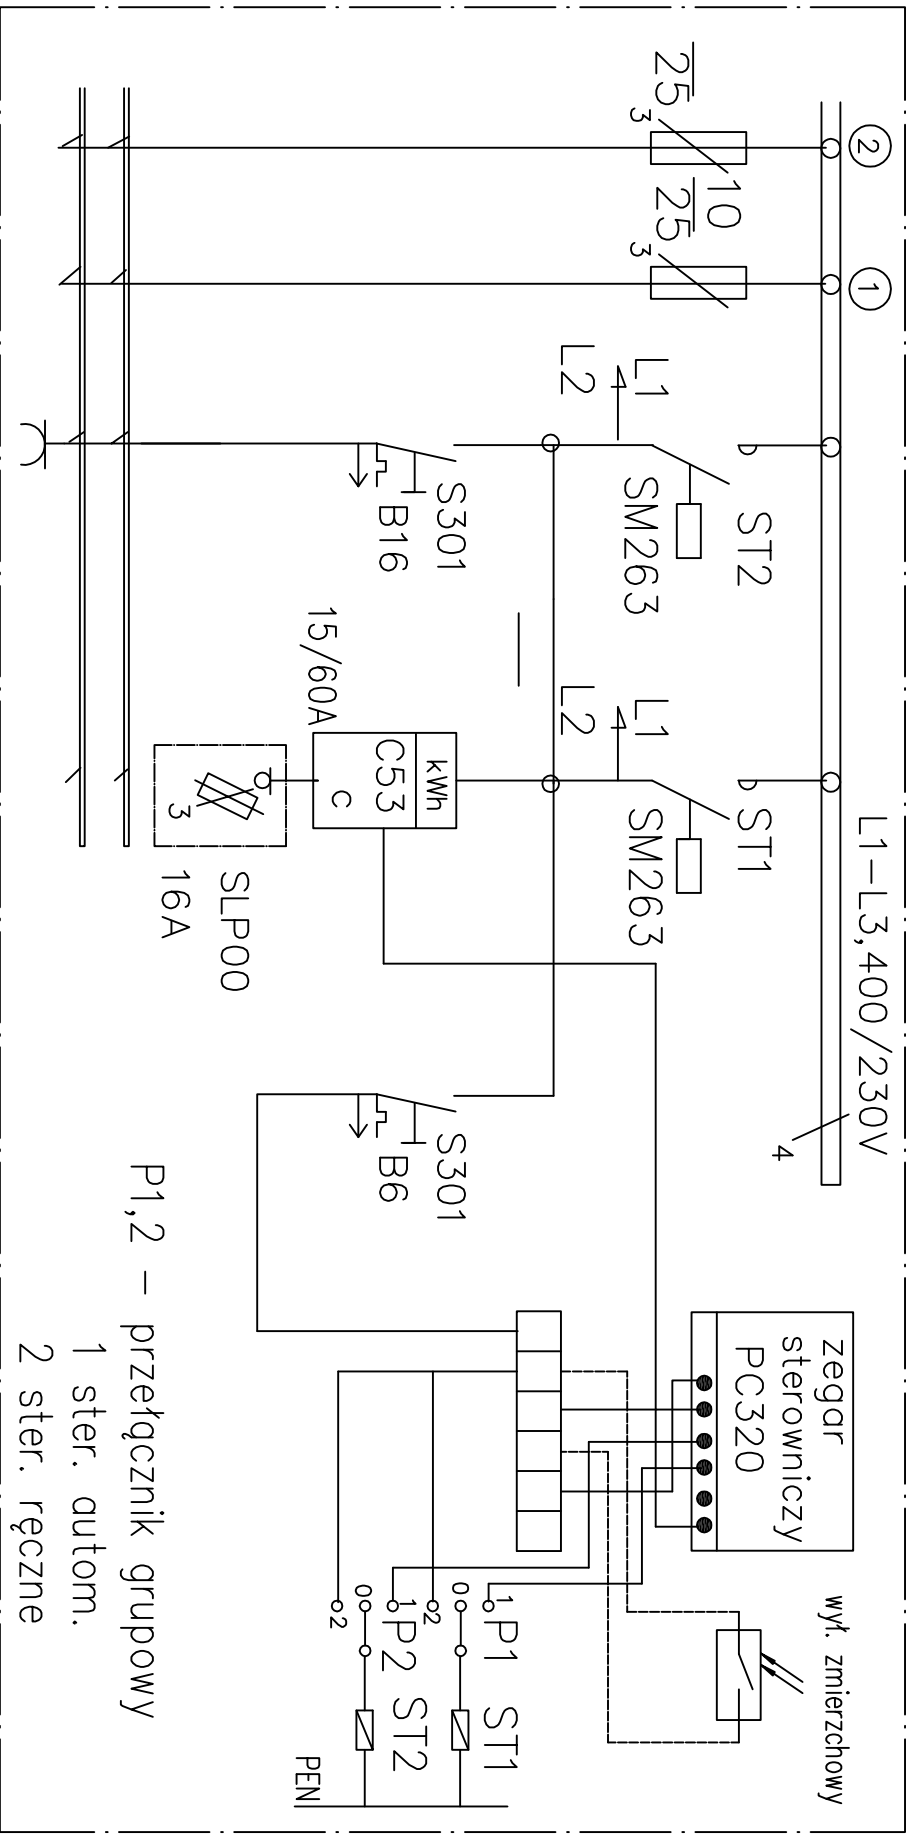 2
1
L1-L3,400/230V
4
zegar
sterowniczy
PC320
wył. zmierzchowy
25
3
10
25
3
ST2
SM263
L1
L2
ST1
SM263
L1
L2
S301
B16
kWh
C53
C
15/60A
S301
B6
3
SLP00
16A
1
P1
0
2
ST1
1
P2
0
2
ST2
PEN
P1,2 - przełącznik grupowy
1 ster. autom.
2 ster. ręczne